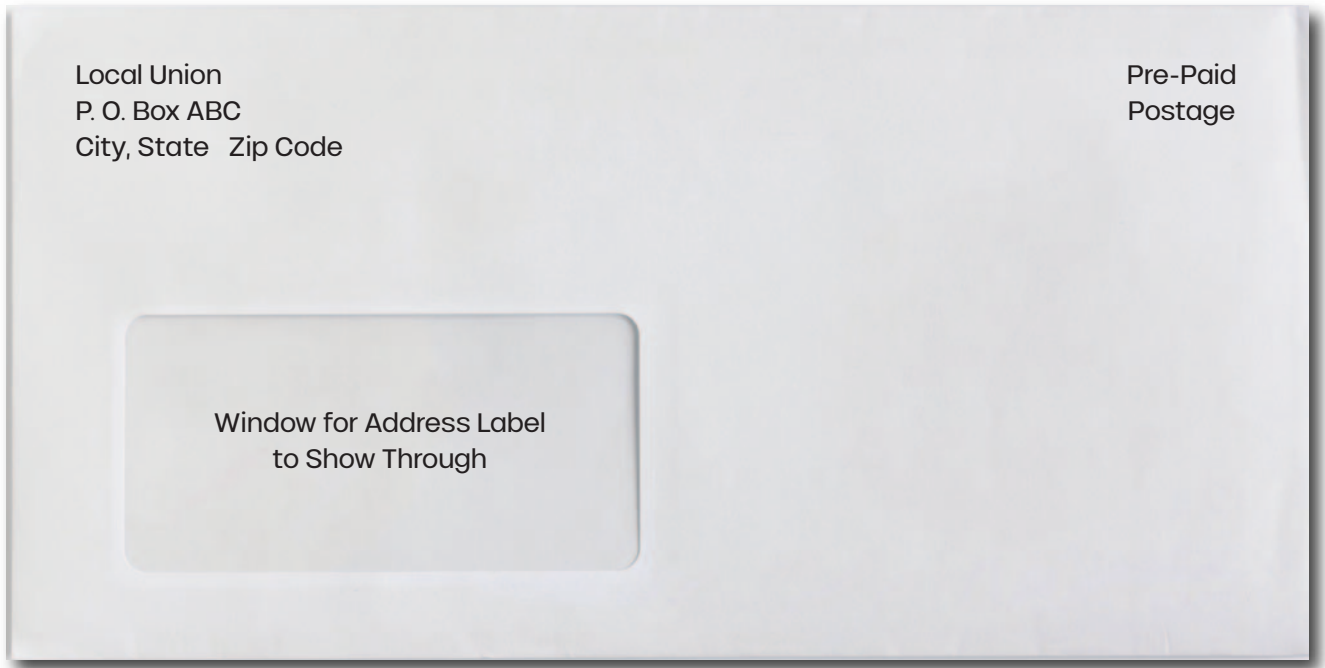 Local Union
P. O. Box ABC
City, State Zip Code
Pre-Paid
Postage
Window for Address Label
to Show Through